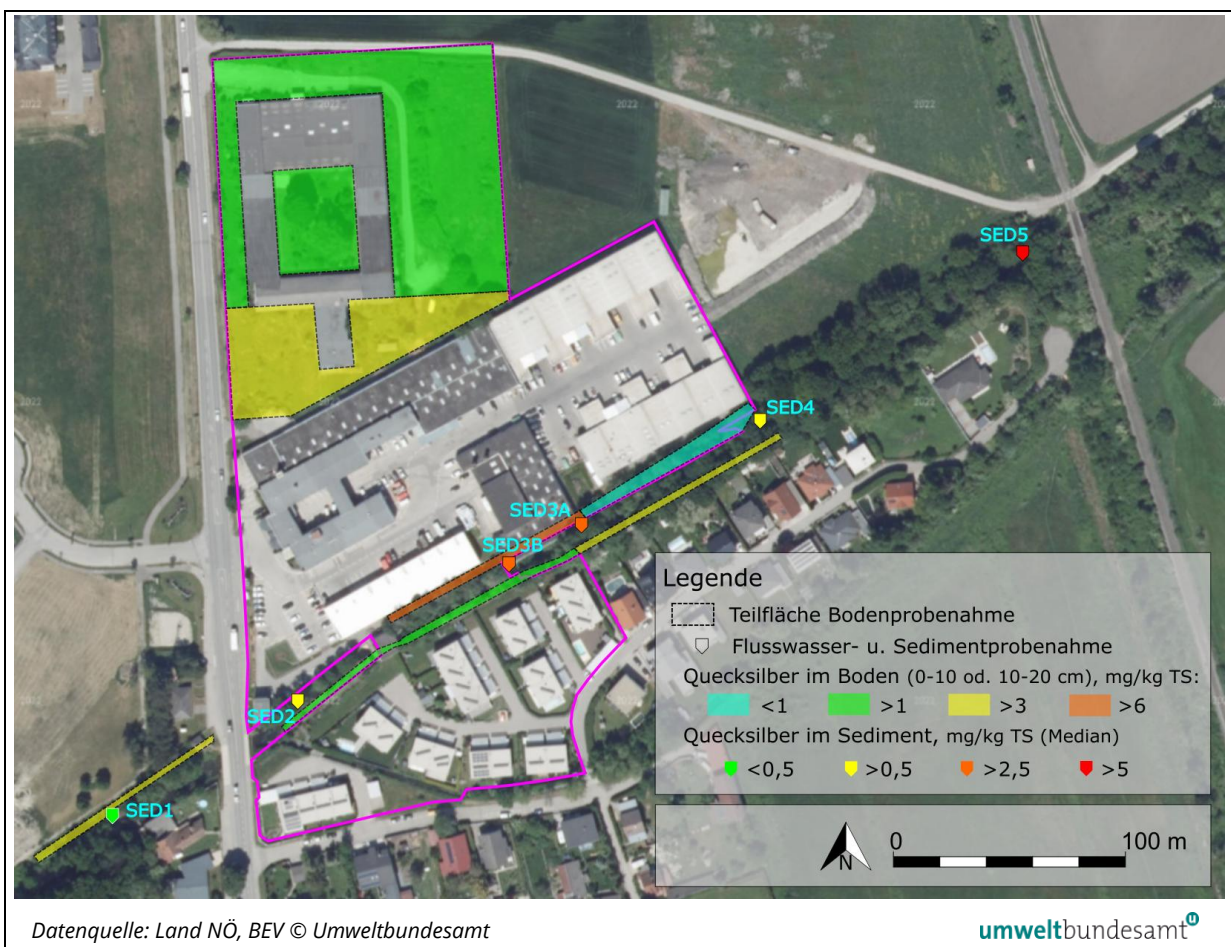 SED5
SED4
SED3A
SED3B
SED2
SED1
2022
2022
2022
2022
Legende
Teilfläche Bodenprobenahme
Flusswasser- u. Sedimentprobenahme
Quecksilber im Boden (0-10 od. 10-20 cm), mg/kg TS:
<1 >1 >3 >6
Quecksilber im Sediment, mg/kg TS (Median)
<0,5 >0,5 >2,5 >5
N
0 100 m
Datenquelle: Land NÖ, BEV © Umweltbundesamt
umweltbundesamt u